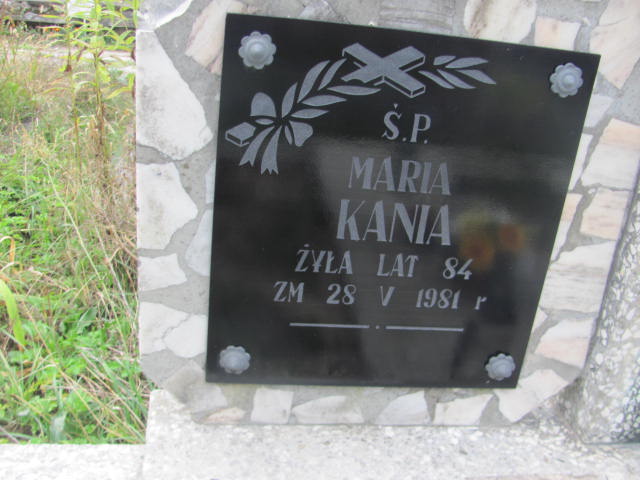 Ś.P.
MARIA
KANIA
ŻYŁA LAT 84
ZM 28 V 1981 r